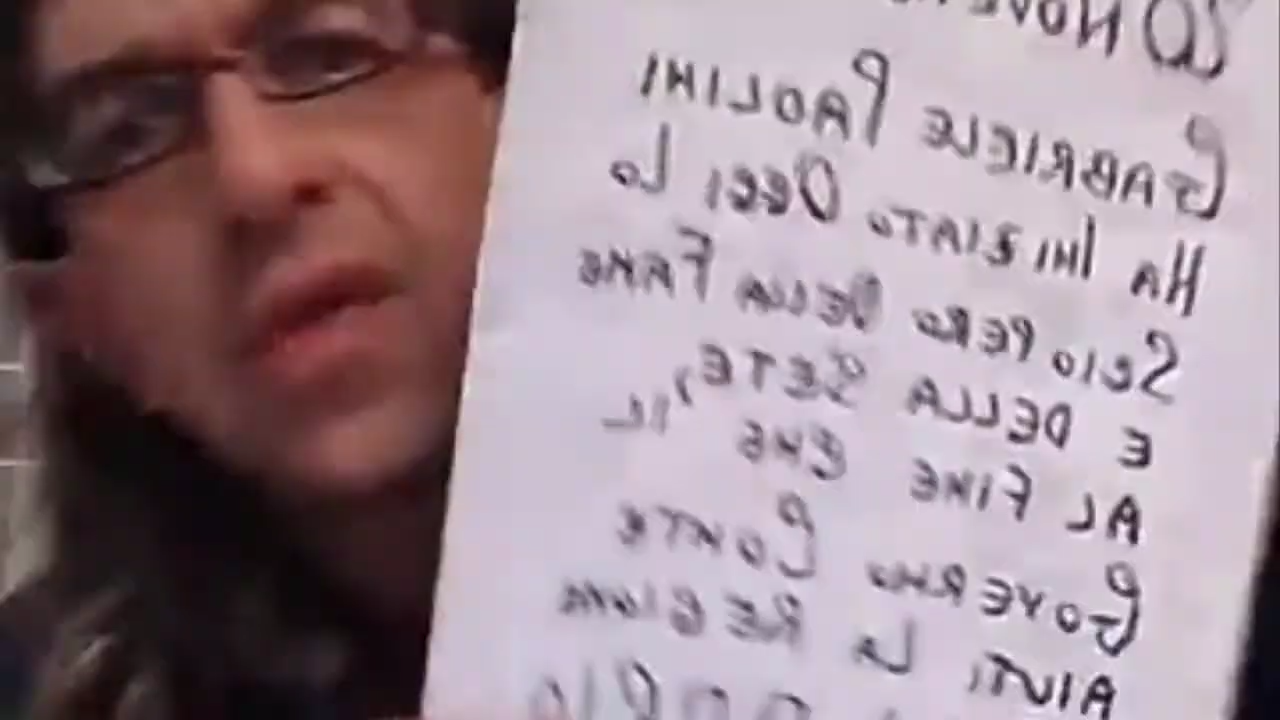 GABRIELE PAOLINI
HA INIZIATO OGGI LO
SCIOPERO DELLA FAME
E DELLA SETE,
AL FINE CHE IL
GOVERNO CONTE
AIUTI LA REGIONE